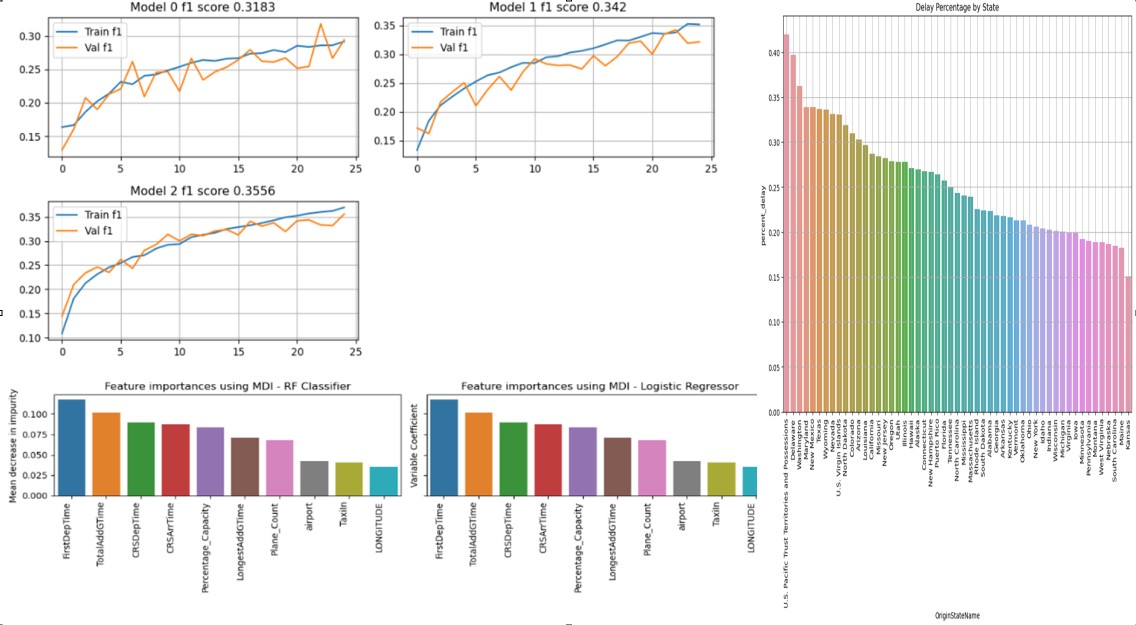 Model 0 f1 score 0.3183
Train f1
Val f1
0.30
0.25
0.20
0.15
0
5
10
15
20
25
Model 1 f1 score 0.342
Train f1
Val f1
0.35
0.30
0.25
0.20
0.15
0
5
10
15
20
25
Model 2 f1 score 0.3556
Train f1
Val f1
0.35
0.30
0.25
0.20
0.15
0.10
0
5
10
15
20
25
Feature importances using MDI - RF Classifier
Mean decrease in impurity
0.100
0.075
0.050
0.025
0.000
FirstDepTime
TotalAddGTime
CRSDepTime
CRSArrTime
Percentage_Capacity
LongestAddGTime
Plane_Count
airport
TaxiIn
LONGITUDE
Feature importances using MDI - Logistic Regressor
Variable Coefficient
FirstDepTime
TotalAddGTime
CRSDepTime
CRSArrTime
Percentage_Capacity
LongestAddGTime
Plane_Count
airport
TaxiIn
LONGITUDE
Delay Percentage by State
percent_delay
0.40
0.35
0.30
0.25
0.20
0.15
0.10
0.05
0.00
U.S. Pacific Trust Territories and Possessions
Delaware
Washington
Maryland
New Mexico
Texas
Wyoming
Nevada
U.S. Virgin Islands
North Dakota
Colorado
Arizona
Louisiana
California
Missouri
New Jersey
Oregon
Utah
Illinois
Hawaii
Alaska
Connecticut
New Hampshire
Puerto Rico
Florida
Tennessee
North Carolina
Mississippi
Massachusetts
Rhode Island
South Dakota
Alabama
Georgia
Arkansas
Kentucky
Vermont
Oklahoma
Ohio
New York
Idaho
Indiana
Wisconsin
Michigan
Virginia
Iowa
Minnesota
Pennsylvania
Montana
West Virginia
Nebraska
South Carolina
Maine
Kansas
OriginStateName